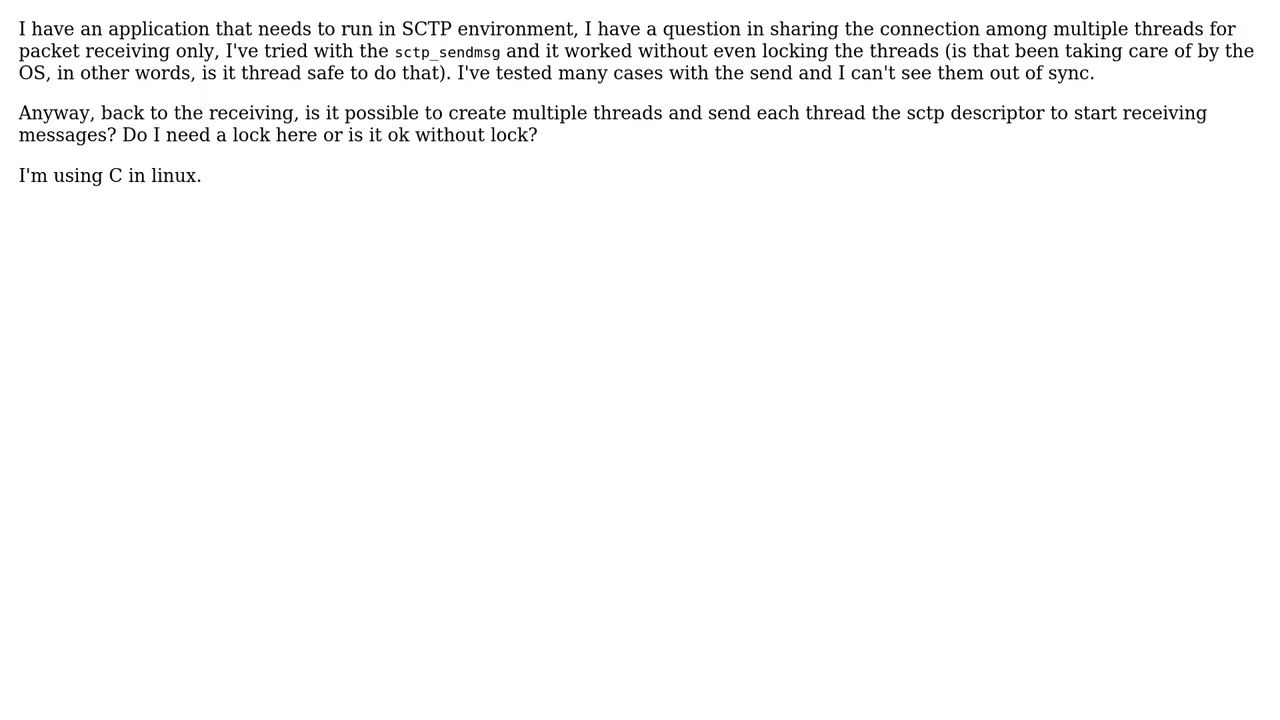 I have an application that needs to run in SCTP environment, I have a question in sharing the connection among multiple threads for
packet receiving only, I've tried with the sctp_sendmsg and it worked without even locking the threads (is that been taking care of by the
OS, in other words, is it thread safe to do that). I've tested many cases with the send and I can't see them out of sync.
Anyway, back to the receiving, is it possible to create multiple threads and send each thread the sctp descriptor to start receiving
messages? Do I need a lock here or is it ok without lock?
I'm using C in linux.